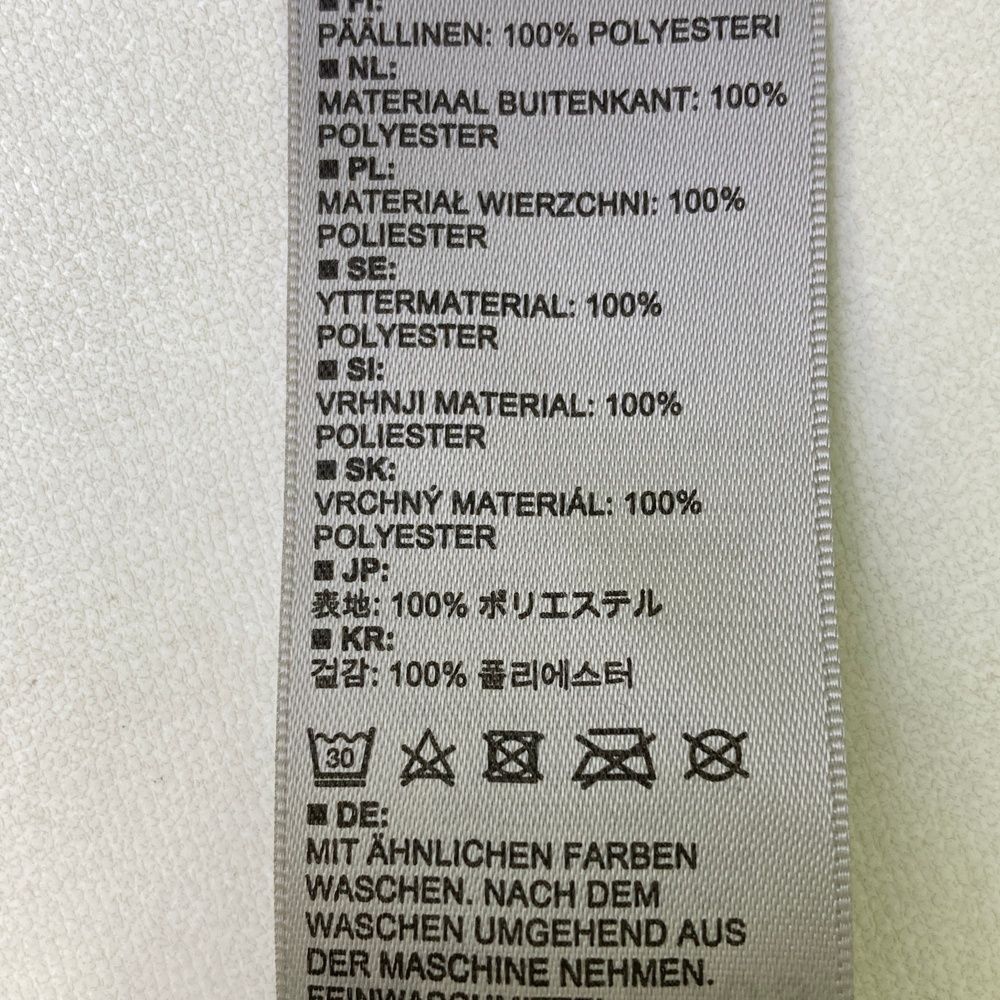 ■ FI:
PÄÄLLINEN: 100% POLYESTERI
■ NL:
MATERIAAL BUITENKANT: 100%
POLYESTER
■ PL:
MATERIAŁ WIERZCHNI: 100%
POLIESTER
■ SE:
YTTERMATERIAL: 100%
POLYESTER
■ SI:
VRHNJI MATERIAL: 100%
POLIESTER
■ SK:
VRCHNÝ MATERIÁL: 100%
POLYESTER
■ JP:
表地: 100% ポリエステル
■ KR:
겉감: 100% 폴리에스터
30
■ DE:
MIT ÄHNLICHEN FARBEN
WASCHEN. NACH DEM
WASCHEN UMGEHEND AUS
DER MASCHINE NEHMEN.